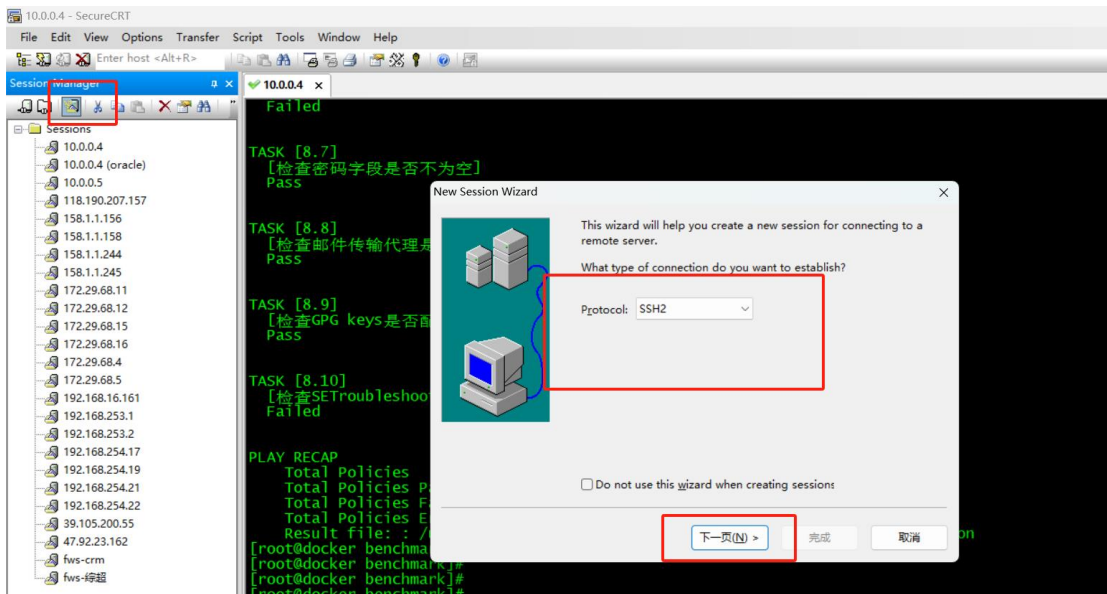 10.0.0.4 - SecureCRT
File Edit View Options Transfer Script Tools Window Help
Enter host <Alt+R>
Session Manager
10.0.0.4
Sessions
10.0.0.4
10.0.0.4 (oracle)
10.0.0.5
118.190.207.157
158.1.1.156
158.1.1.158
158.1.1.244
158.1.1.245
172.29.68.11
172.29.68.12
172.29.68.15
172.29.68.16
172.29.68.4
172.29.68.5
192.168.16.161
192.168.253.1
192.168.253.2
192.168.254.17
192.168.254.19
192.168.254.21
192.168.254.22
39.105.200.55
47.92.23.162
fws-crm
fws-综超
Failed
TASK [8.7]
[检查密码字段是否不为空]
Pass
TASK [8.8]
[检查邮件传输代理是
Pass
TASK [8.9]
[检查GPG keys是否配
Pass
TASK [8.10]
[检查SETroubleshoo
Failed
PLAY RECAP
Total Policies
Total Policies P
Total Policies F
Total Policies E
Result file: : /
on
[root@docker benchmark]#
[root@docker benchmark]#
[root@docker benchmark]#
New Session Wizard
This wizard will help you create a new session for connecting to a
remote server.
What type of connection do you want to establish?
Protocol: SSH2
Do not use this wizard when creating sessions
下一页(N) > 完成 取消